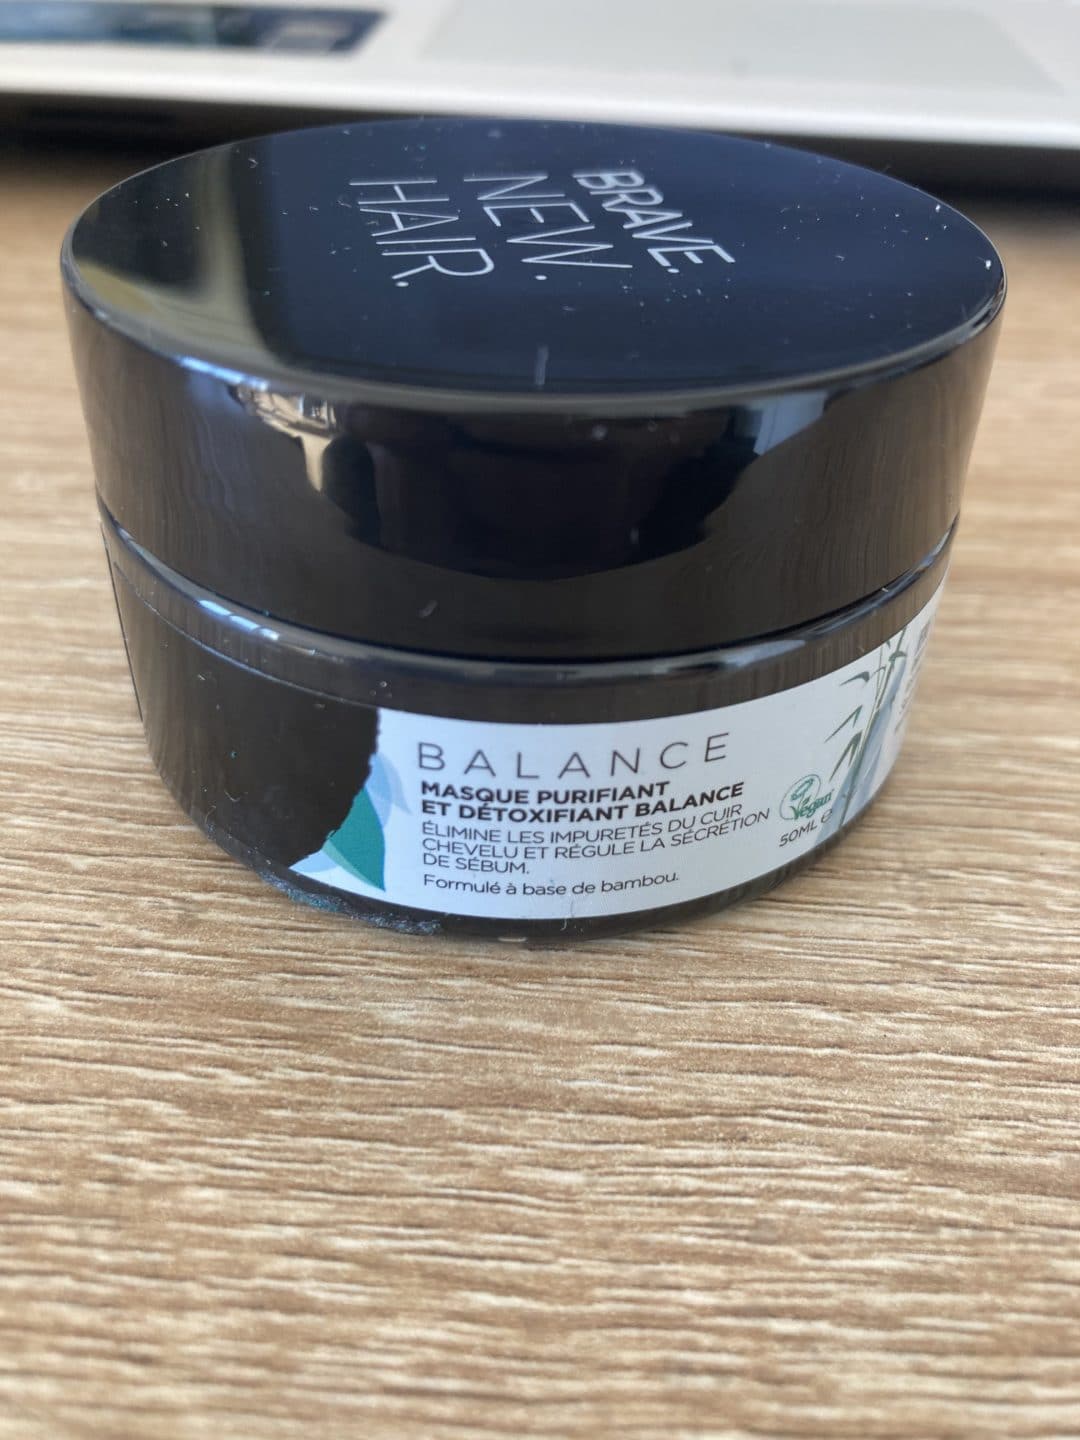 BRAVE.
NEW.
HAIR.
BALANCE
MASQUE PURIFIANT
ET DÉTOXIFIANT BALANCE
ÉLIMINE LES IMPURETÉS DU CUIR
CHEVELU ET RÉGULE LA SÉCRÉTION
DE SÉBUM.
Formulé à base de bambou.
Vegan
50ML e